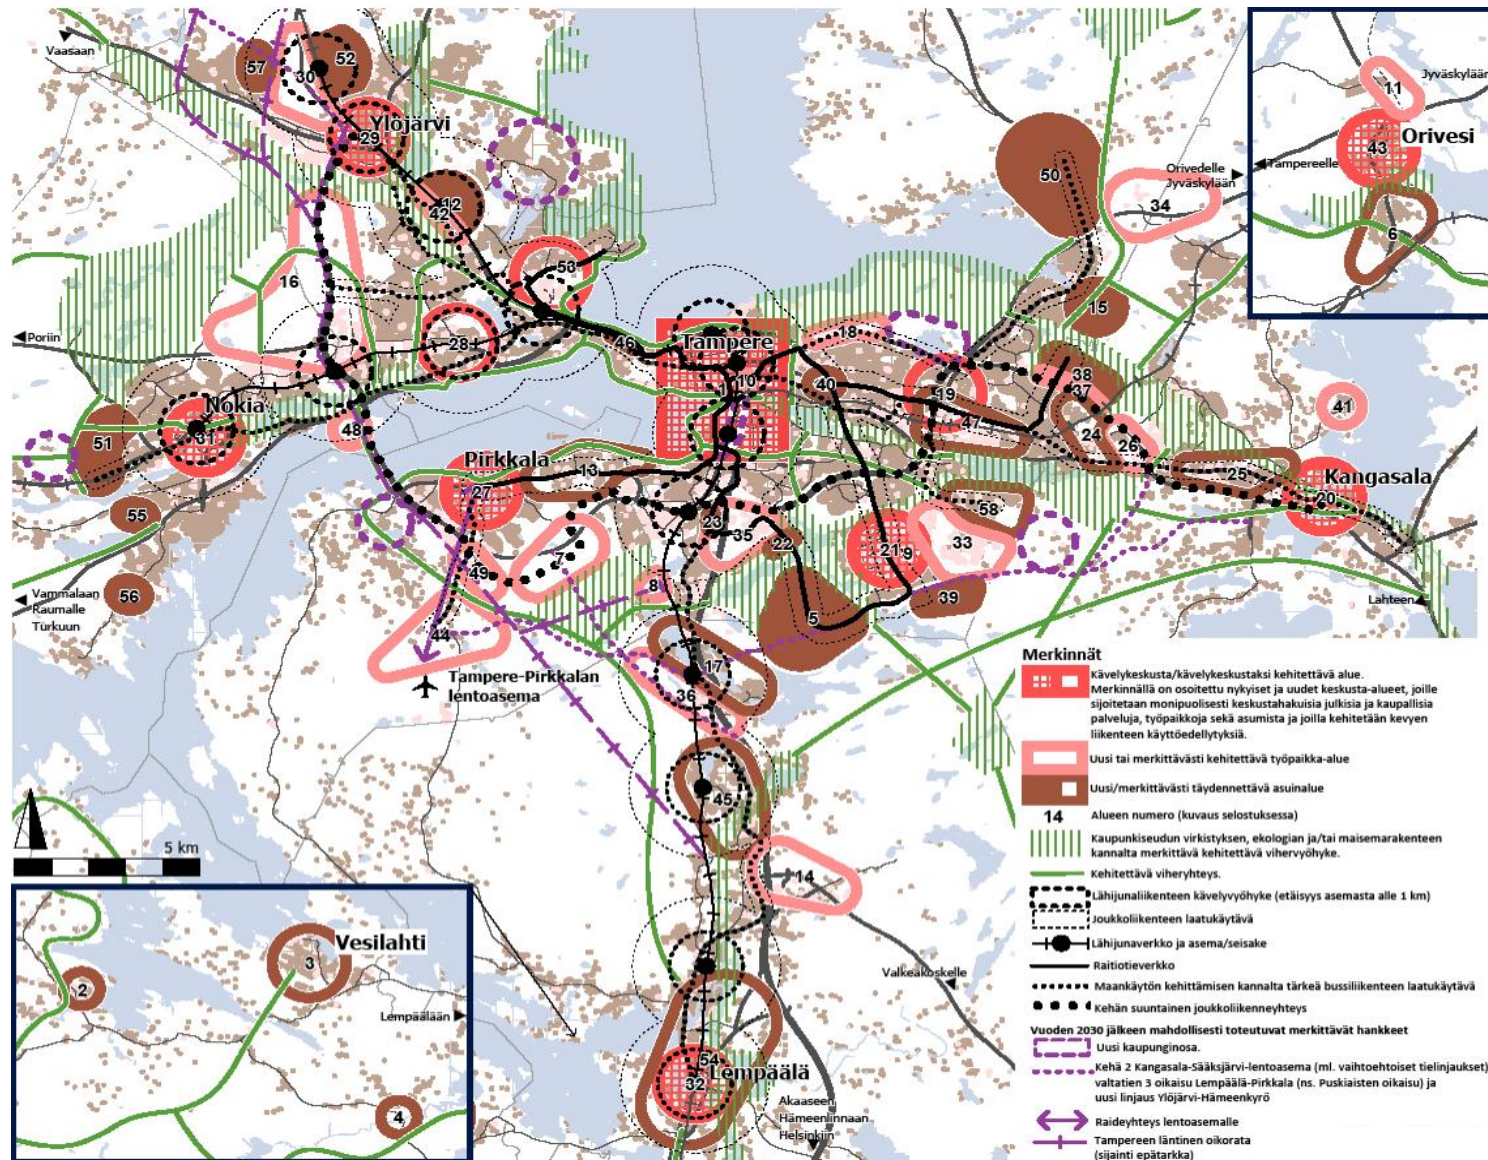 Vaasaan
57
52
30
Ylöjärvi
29
12
42
53
16
Poriin
28
46
Tampere
18
1
10
40
19
38
37
47
24
26
25
Kangasala
20
41
50
15
34
Orivedelle
Jyväskylään
11
Jyväskylään
Orivesi
43
Tampereelle
6
51
Nokia
31
48
Pirkkala
27
13
55
56
Vammalaan
Raumalle
Turkuun
49
7
44
8
23
35
22
21
9
33
58
39
5
Lahteen
Tampere-Pirkkalan
lentoasema
17
36
45
14
Valkeakoskelle
54
Lempäälä
32
Akaaseen
Hämeenlinnaan
Helsinkiin
5 km
Vesilahti
3
2
Lempäälään
4
Merkinnät
Kävelykeskusta/kävelykeskustaksi kehitettävä alue.
Merkinnällä on osoitettu nykyiset ja uudet keskusta-alueet, joille
sijoitetaan monipuolisesti keskustahakuisia julkisia ja kaupallisia
palveluja, työpaikkoja sekä asumista ja joilla kehitetään kevyen
liikenteen käyttöedellytyksiä.
Uusi tai merkittävästi kehitettävä työpaikka-alue
Uusi/merkittävästi täydennettävä asuinalue
14 Alueen numero (kuvaus selostuksessa)
Kaupunkiseudun virkistyksen, ekologian ja/tai maisemarakenteen
kannalta merkittävä kehitettävä vihervyöhyke.
Kehitettävä viheryhteys.
Lähijunaliikenteen kävelyvyöhyke (etäisyys asemasta alle 1 km)
Joukkoliikenteen laatukäytävä
Lähijunaverkko ja asema/seisake
Raitiotieverkko
Maankäytön kehittämisen kannalta tärkeä bussiliikenteen laatukäytävä
Kehän suuntainen joukkoliikenneyhteys
Vuoden 2030 jälkeen mahdollisesti toteutuvat merkittävät hankkeet
Uusi kaupunginosa.
Kehä 2 Kangasala-Sääksjärvi-lentoasema (ml. vaihtoehtoiset tielinjaukset)
valtatien 3 oikaisu Lempäälä-Pirkkala (ns. Puskiaisten oikaisu) ja
uusi linjaus Ylöjärvi-Hämeenkyrö
Raideyhteys lentoasemalle
Tampereen läntinen oikorata
(sijainti epätarkka)